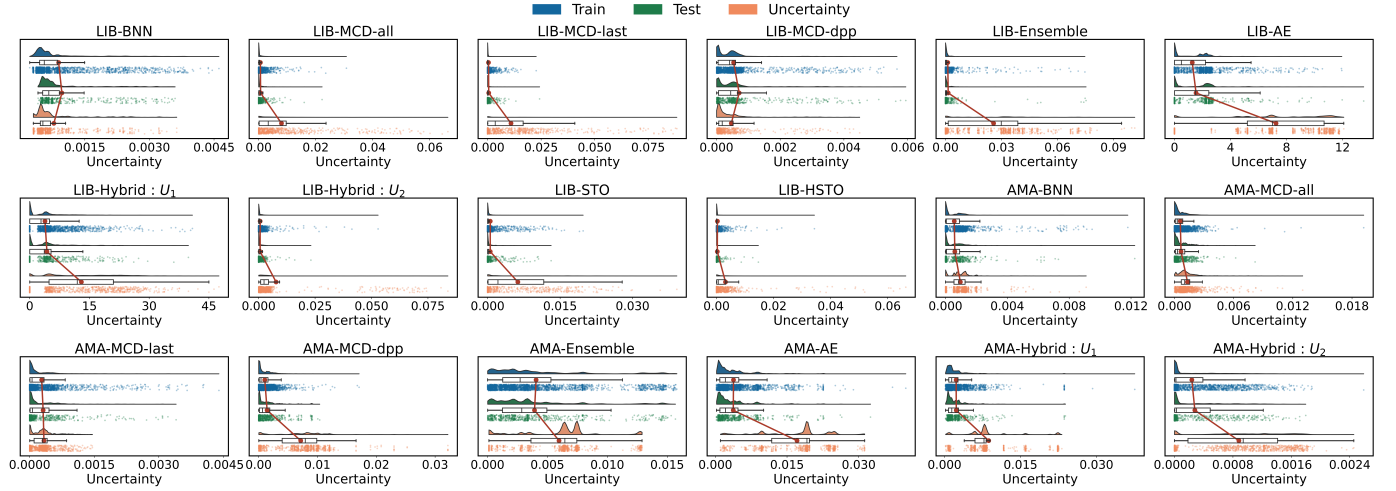 Train Test Uncertainty
LIB-BNN LIB-MCD-all LIB-MCD-last LIB-MCD-dpp LIB-Ensemble LIB-AE
0.0015 0.0030 0.0045 0.00 0.02 0.04 0.06 0.000 0.025 0.050 0.075 0.000 0.002 0.004 0.006 0.00 0.03 0.06 0.09 0 4 8 12
Uncertainty Uncertainty Uncertainty Uncertainty Uncertainty Uncertainty
LIB-Hybrid : U₁ LIB-Hybrid : U₂ LIB-STO LIB-HSTO AMA-BNN AMA-MCD-all
0 15 30 45 0.000 0.025 0.050 0.075 0.000 0.015 0.030 0.00 0.02 0.04 0.06 0.000 0.004 0.008 0.012 0.000 0.006 0.012 0.018
Uncertainty Uncertainty Uncertainty Uncertainty Uncertainty Uncertainty
AMA-MCD-last AMA-MCD-dpp AMA-Ensemble AMA-AE AMA-Hybrid : U₁ AMA-Hybrid : U₂
0.0000 0.0015 0.0030 0.0045 0.00 0.01 0.02 0.03 0.000 0.005 0.010 0.015 0.000 0.015 0.030 0.000 0.015 0.030 0.0000 0.0008 0.0016 0.0024
Uncertainty Uncertainty Uncertainty Uncertainty Uncertainty Uncertainty